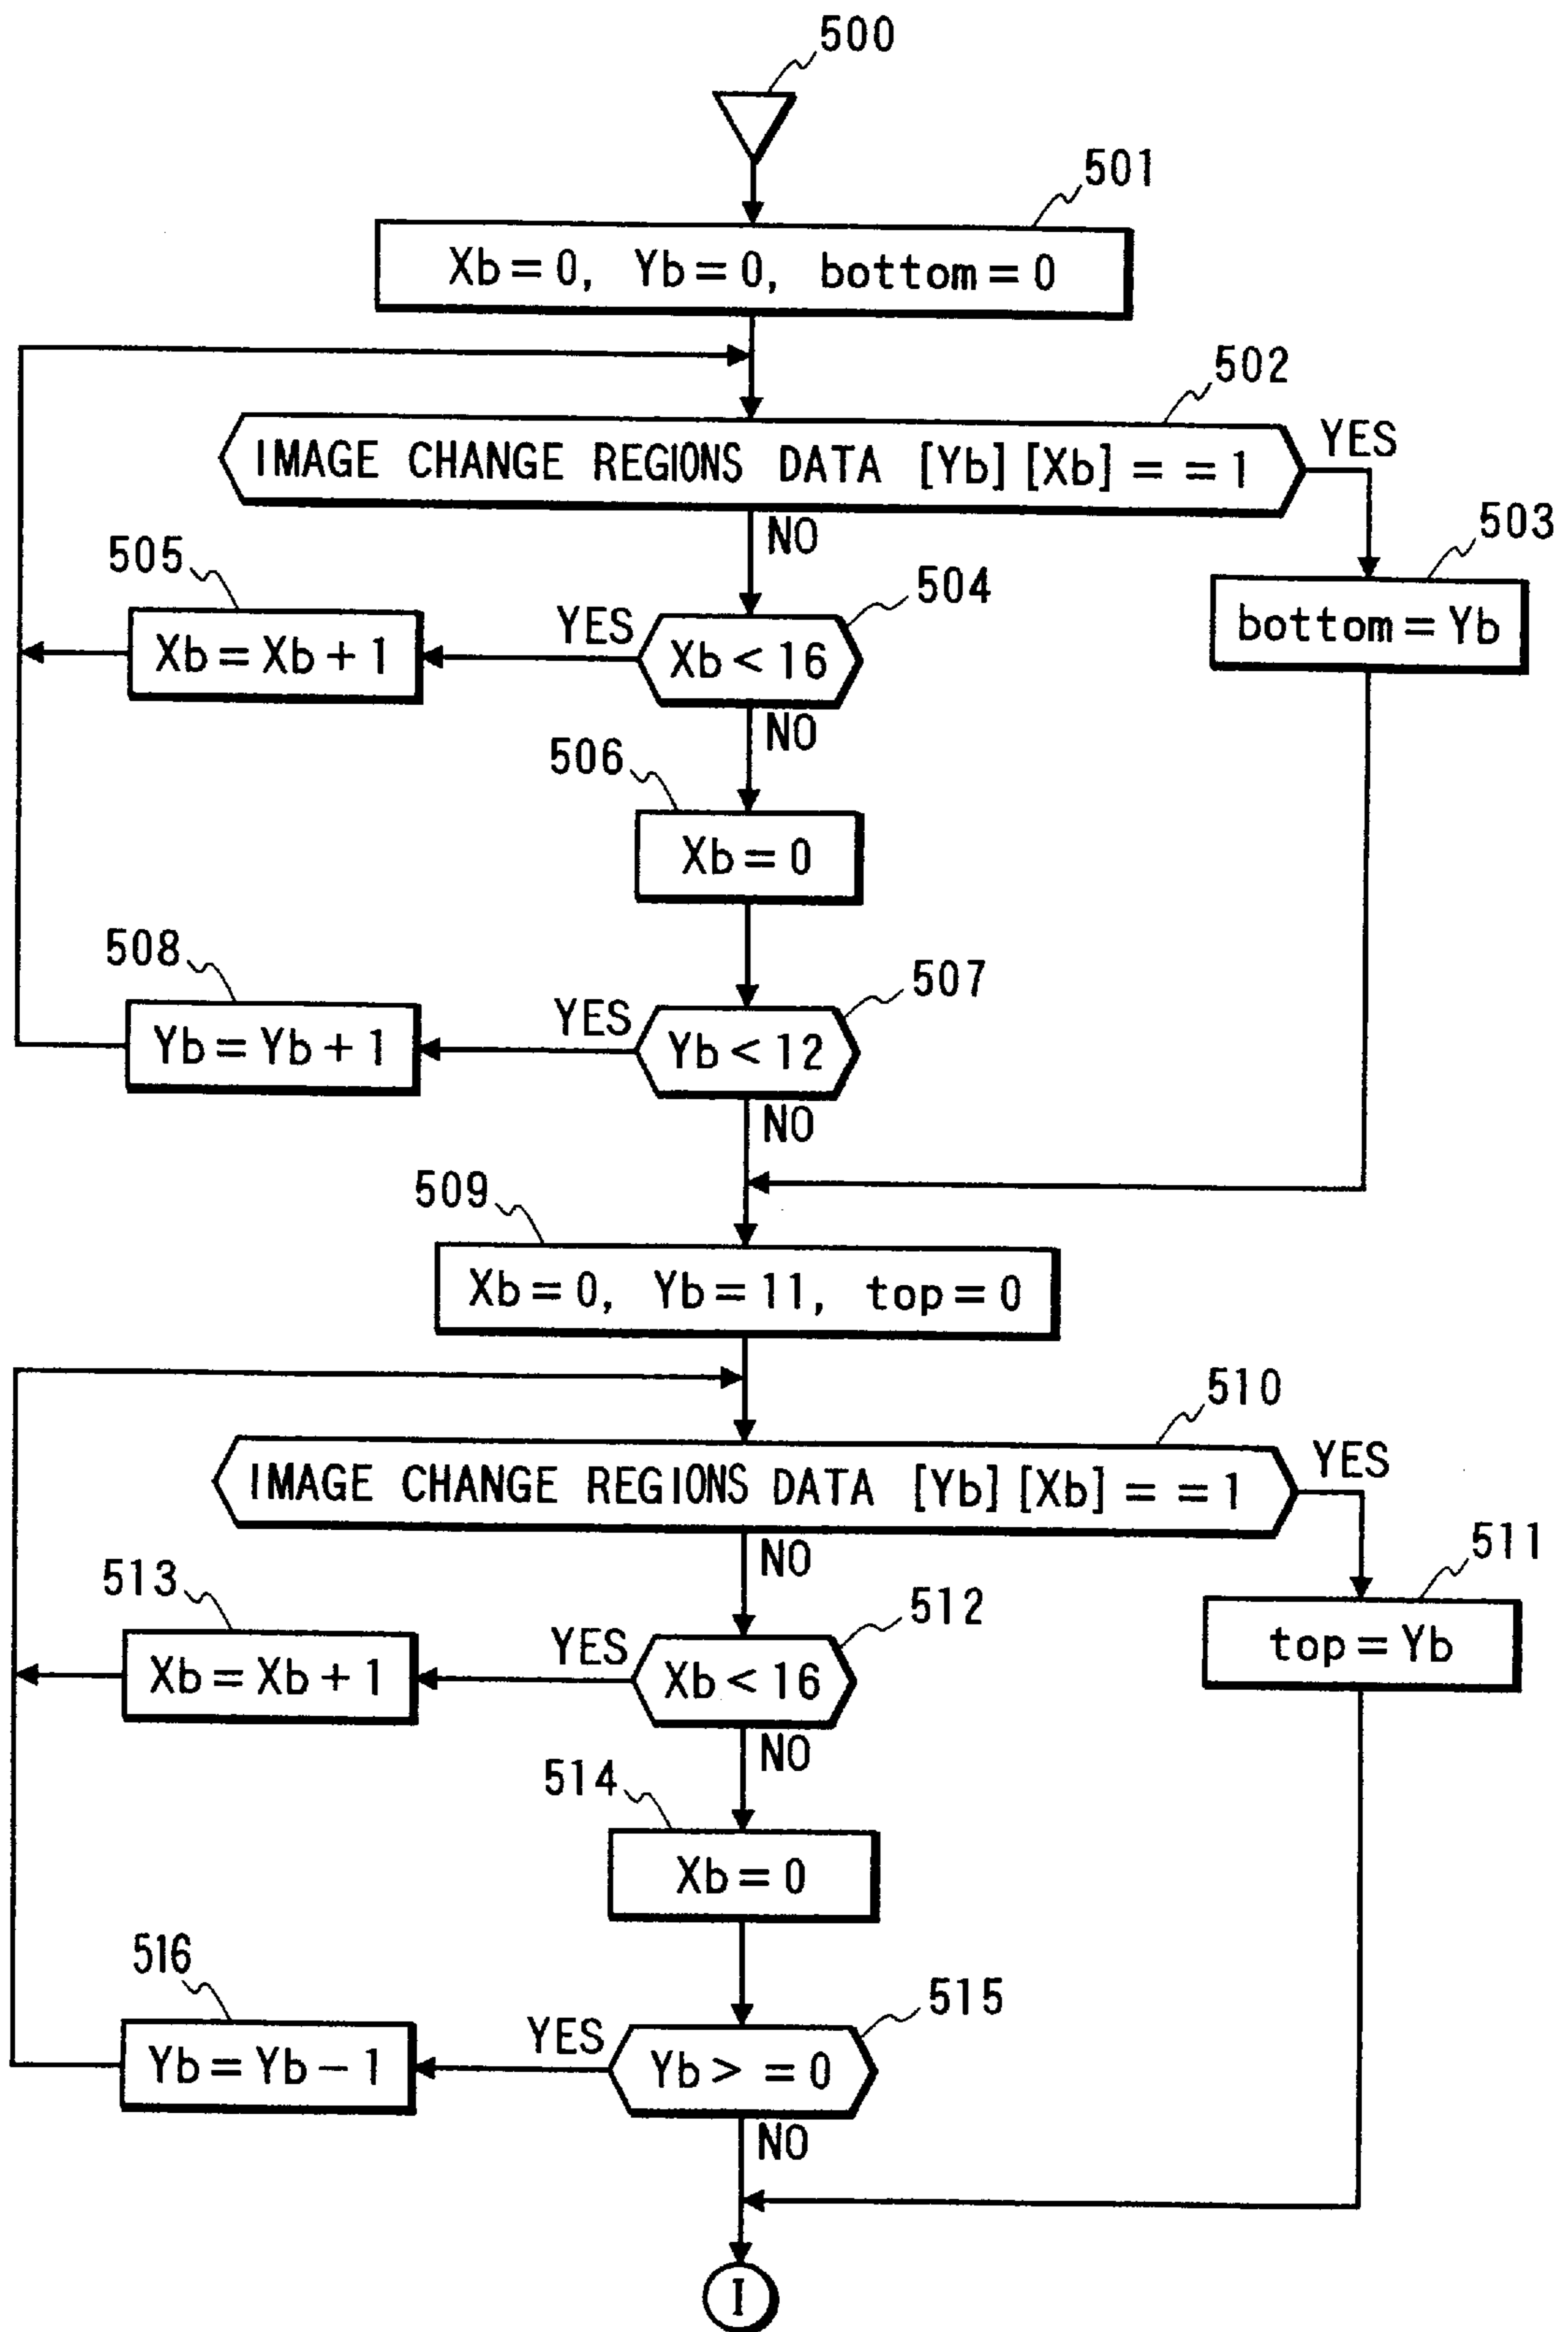 500
501
Xb=0, Yb=0, bottom=0
502
IMAGE CHANGE REGIONS DATA [Yb][Xb]==1
YES
NO
503
bottom=Yb
504
Xb<16
YES
505
Xb=Xb+1
NO
506
Xb=0
507
Yb<12
YES
508
Yb=Yb+1
NO
509
Xb=0, Yb=11, top=0
510
IMAGE CHANGE REGIONS DATA [Yb][Xb]==1
YES
NO
511
top=Yb
512
Xb<16
YES
513
Xb=Xb+1
NO
514
Xb=0
515
Yb>=0
YES
516
Yb=Yb-1
NO
I